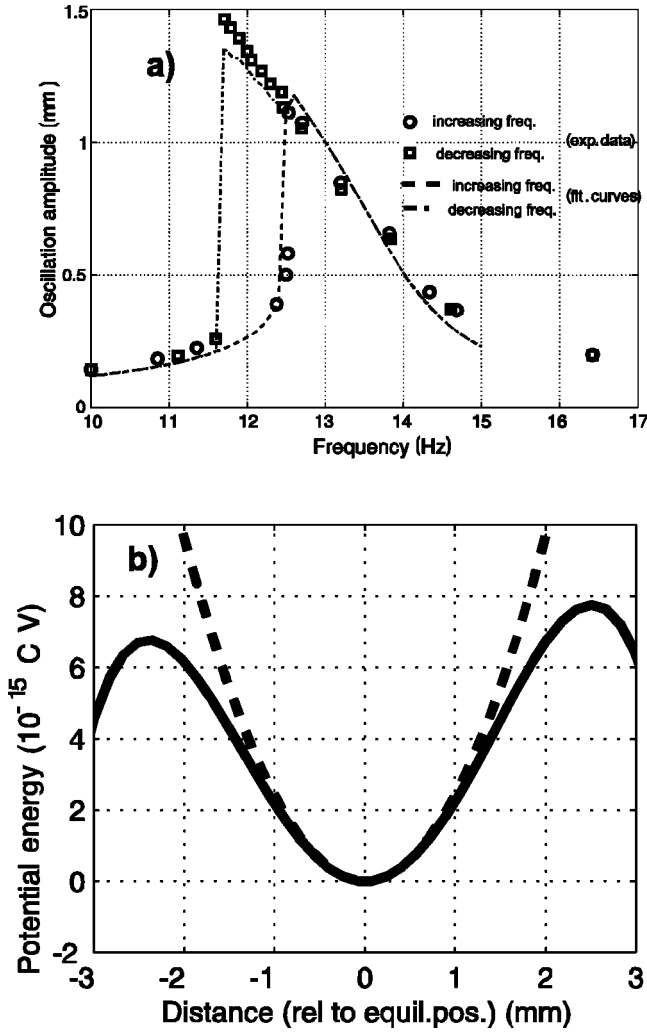 a)
1.5
1
0.5
0
Oscillation amplitude (mm)
increasing freq.
(exp.data)
decreasing freq.
increasing freq.
(fit.curves)
decreasing freq.
10 11 12 13 14 15 16 17
Frequency (Hz)
b)
10
8
6
4
2
0
-2
Potential energy (10⁻¹⁵ C V)
-3 -2 -1 0 1 2 3
Distance (rel to equil.pos.) (mm)